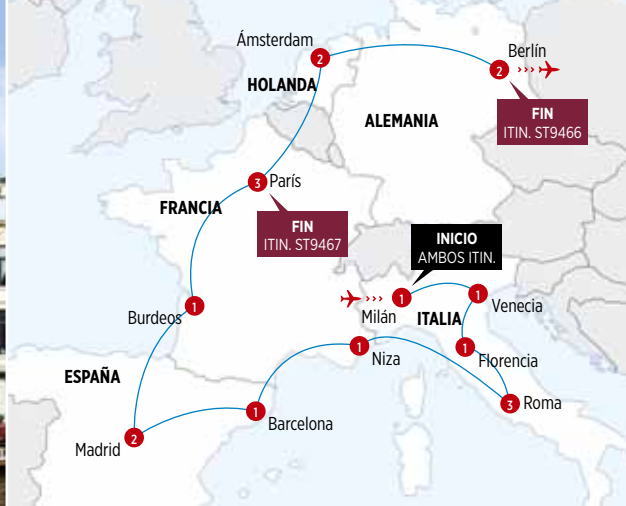 Ámsterdam
2
Berlín
2
HOLANDA
FIN
ITIN. ST9466
ALEMANIA
3
París
FRANCIA
FIN
ITIN. ST9467
INICIO
AMBOS ITIN.
1
Milán
1
Venecia
1
Burdeos
ITALIA
1
Niza
1
Florencia
ESPAÑA
3
Roma
1
Barcelona
2
Madrid